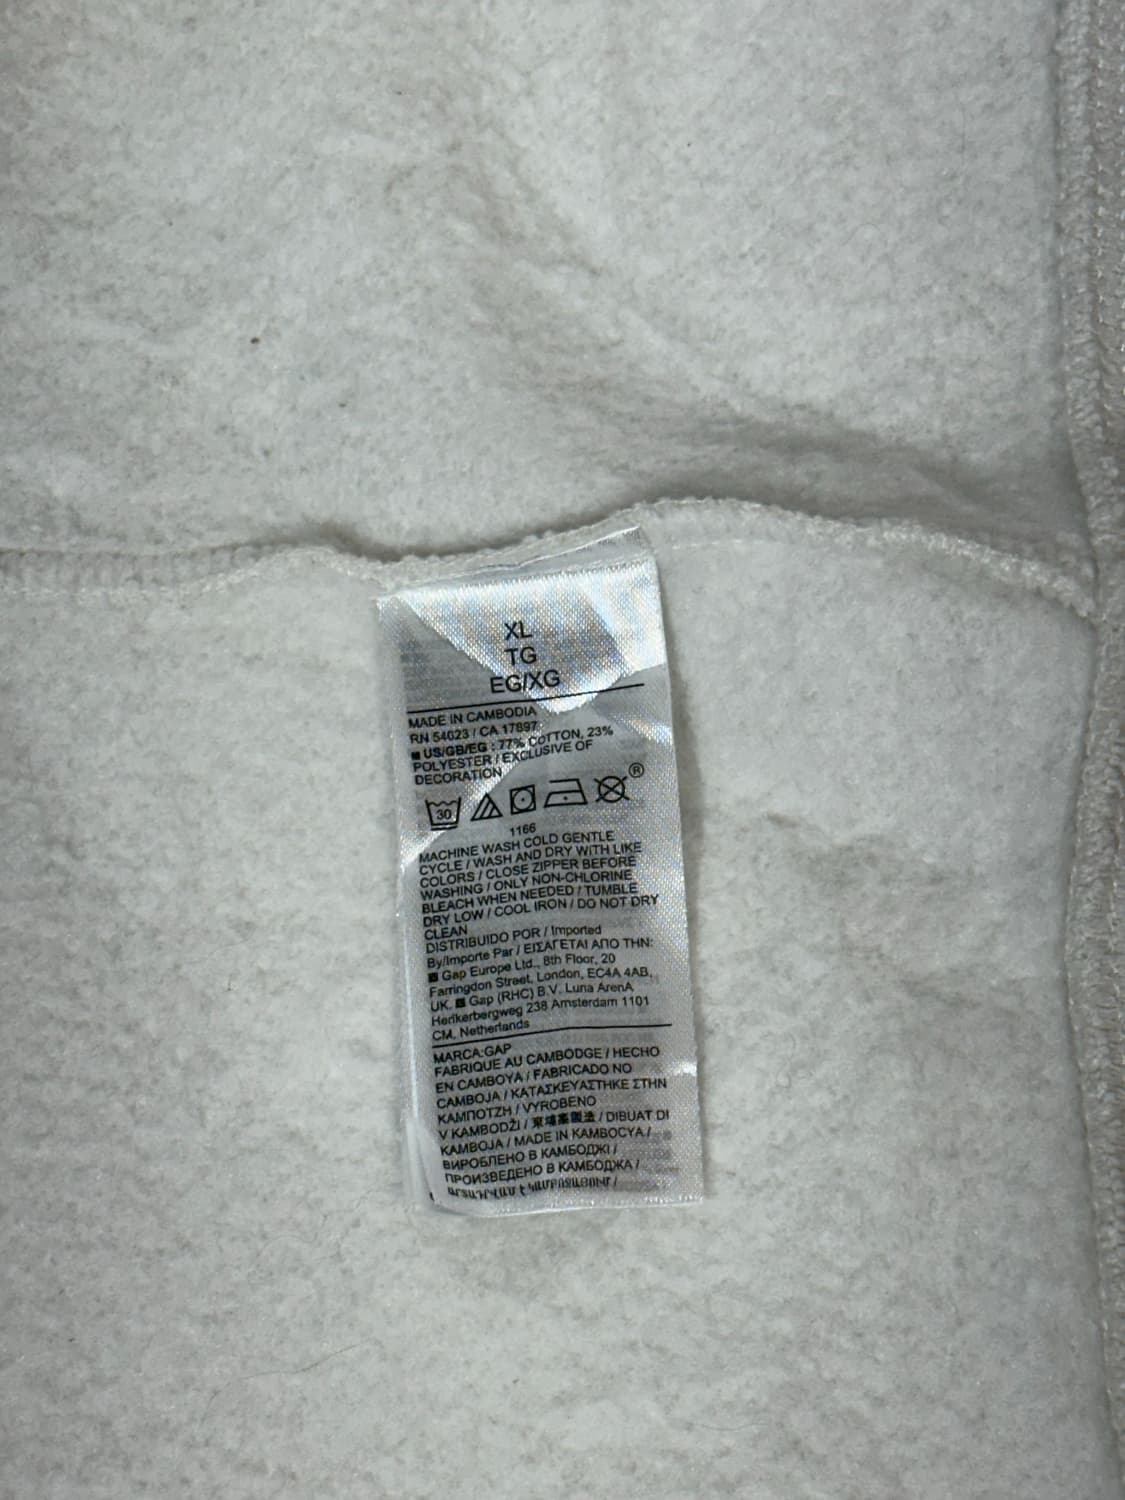 XL
TG
EG/XG
MADE IN CAMBODIA
RN 54023 / CA 17897
■ US/GB/EG : 77% COTTON, 23%
POLYESTER / EXCLUSIVE OF
DECORATION
30 ®
1166
MACHINE WASH COLD GENTLE
CYCLE / WASH AND DRY WITH LIKE
COLORS / CLOSE ZIPPER BEFORE
WASHING / ONLY NON-CHLORINE
BLEACH WHEN NEEDED / TUMBLE
DRY LOW / COOL IRON / DO NOT DRY
CLEAN
DISTRIBUIDO POR / Imported
By/Importe Par / ΕΙΣΑΓΕΤΑΙ ΑΠΟ ΤΗΝ:
■ Gap Europe Ltd., 8th Floor, 20
Farringdon Street, London, EC4A 4AB,
UK. ■ Gap (RHC) B.V. Luna ArenA
Herikerbergweg 238 Amsterdam 1101
CM, Netherlands
MARCA:GAP
FABRIQUE AU CAMBODGE / HECHO
EN CAMBOYA / FABRICADO NO
CAMBOJA / ΚΑΤΑΣΚΕΥΑΣΤΗΚΕ ΣΤΗΝ
ΚΑΜΠΟΤΖΗ / VYROBENO
V KAMBODŽI / 柬埔寨製造 / DIBUAT DI
KAMBOJA / MADE IN KAMBOCYA /
ВИРОБЛЕНО В КАМБОДЖІ /
ПРОИЗВЕДЕНО В КАМБОДЖА /